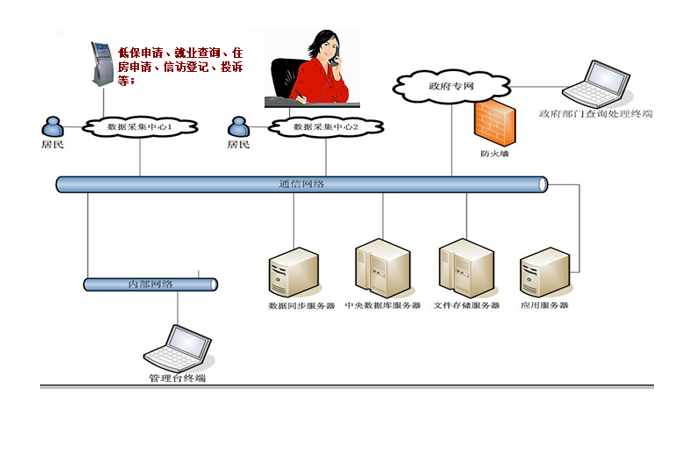 低保申请、就业查询、住
房申请、信访登记、投诉
等；
政府专网
政府部门查询处理终端
居民
数据采集中心1
居民
数据采集中心2
防火墙
通信网络
内部网络
数据同步服务器
中央数据库服务器
文件存储服务器
应用服务器
管理台终端